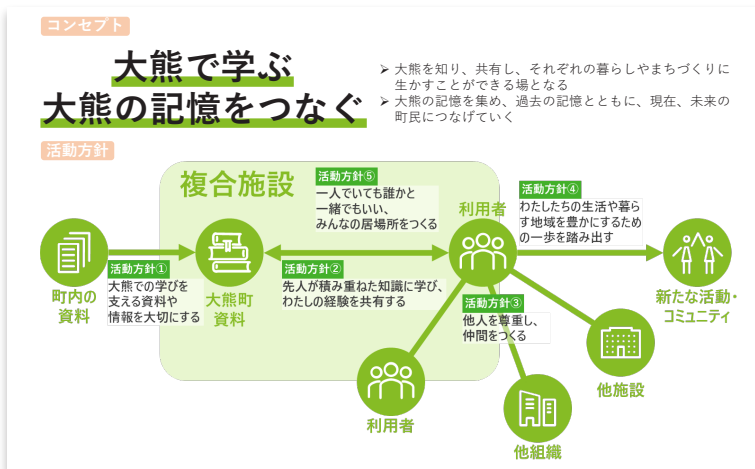 コンセプト
大熊で学ぶ
大熊の記憶をつなぐ
➢ 大熊を知り、共有し、それぞれの暮らしやまちづくりに
生かすことができる場となる
➢ 大熊の記憶を集め、過去の記憶とともに、現在、未来の
町民につなげていく
活動方針
複合施設
活動方針⑤
一人でいても誰かと
一緒でもいい、
みんなの居場所をつくる
利用者
活動方針④
わたしたちの生活や暮ら
す地域を豊かにするため
の一歩を踏み出す
町内の
資料
活動方針①
大熊での学びを
支える資料や
情報を大切にする
大熊町
資料
活動方針②
先人が積み重ねた知識に学び、
わたしの経験を共有する
活動方針③
他人を尊重し、
仲間をつくる
新たな活動・
コミュニティ
利用者
他組織
他施設